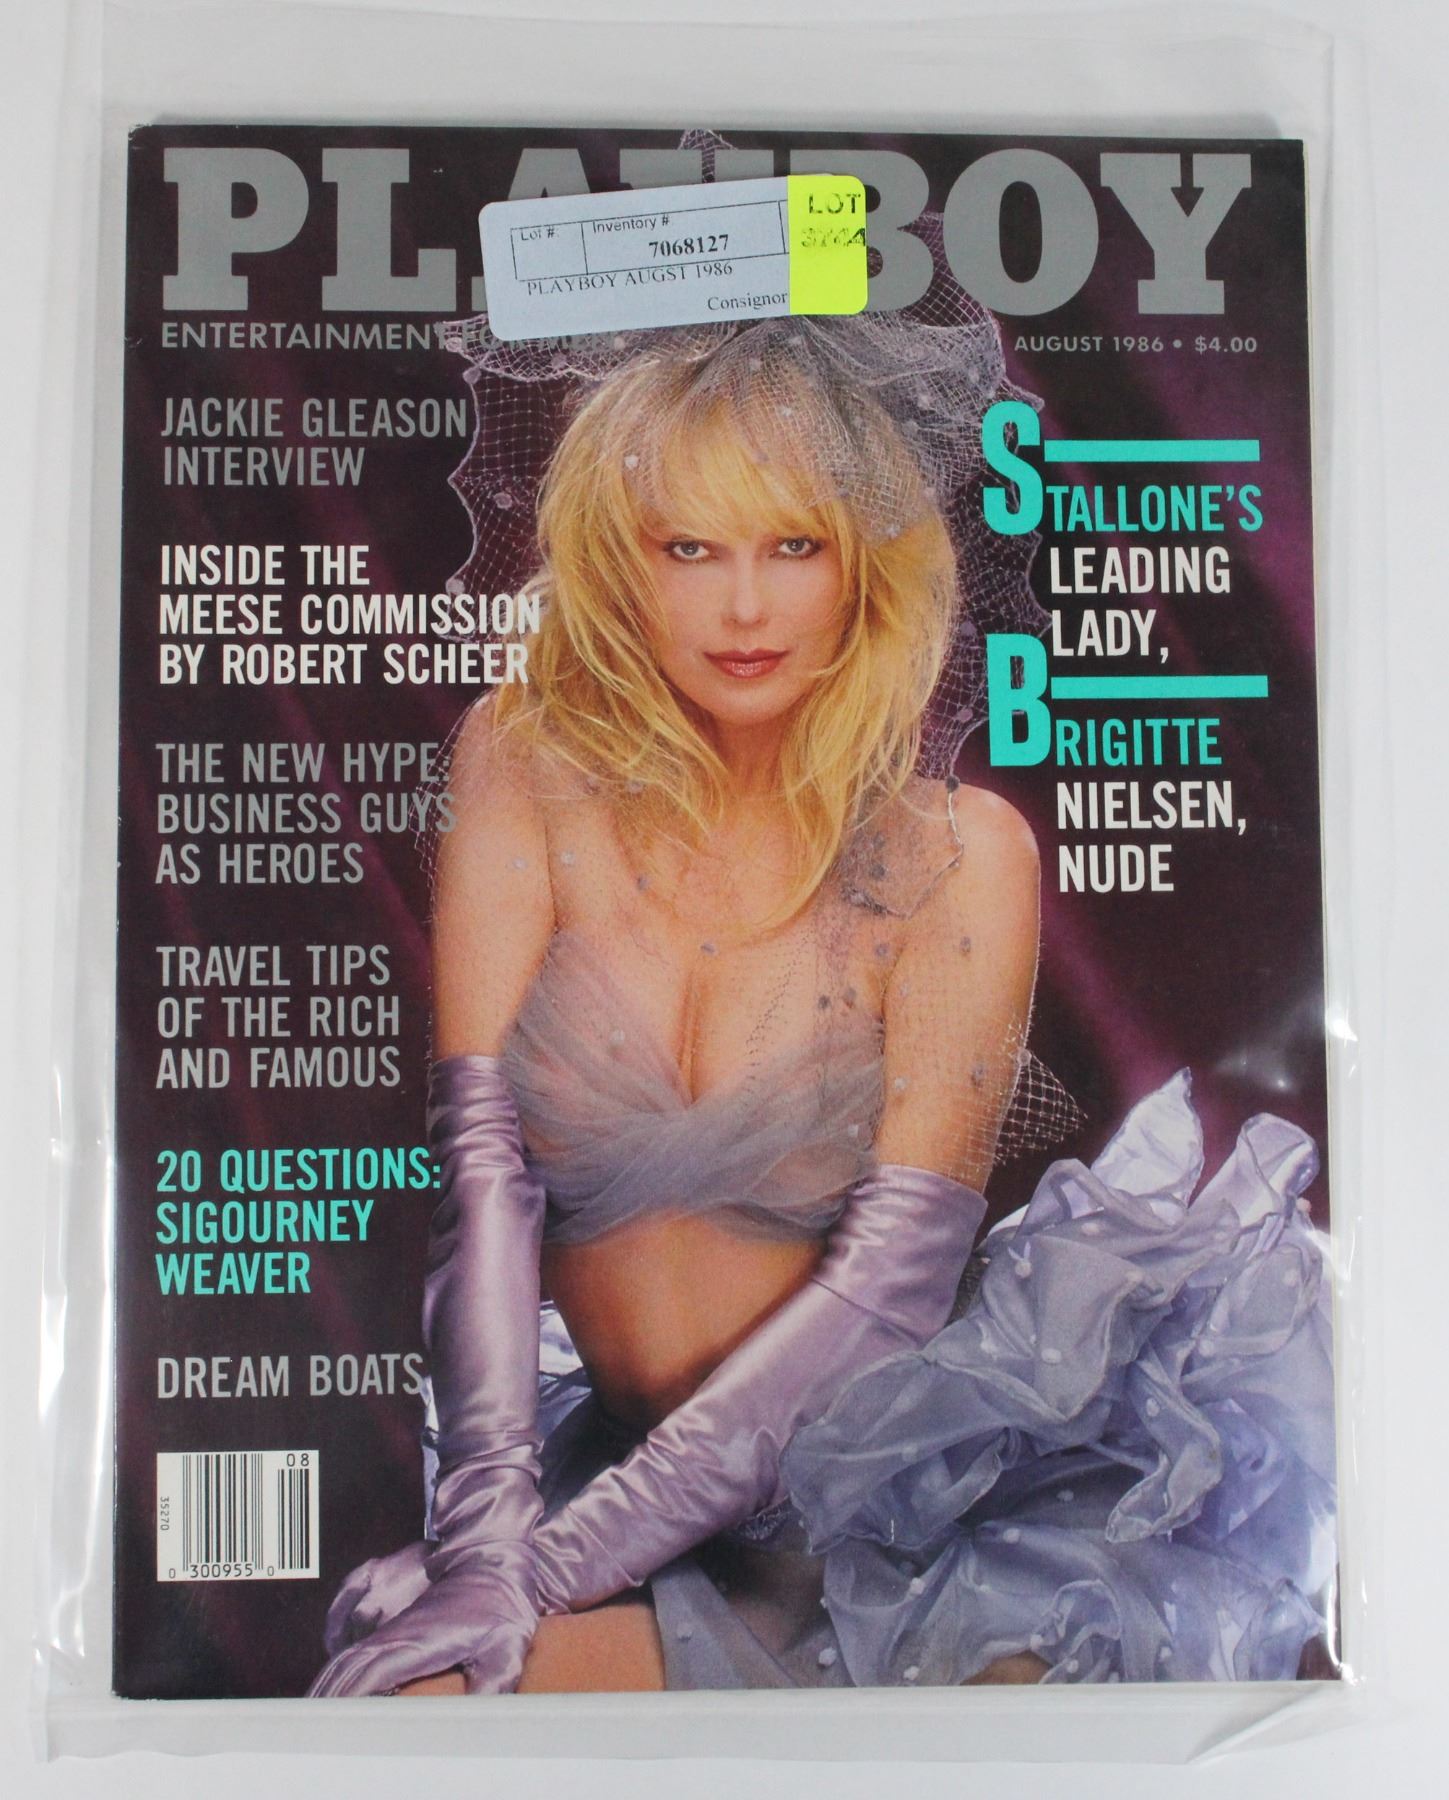 PLAYBOY
LOT
Lot #:
Inventory #
7068127
PLAYBOY AUGST 1986
Consignor
ENTERTAINMENT FOR MEN
AUGUST 1986 • $4.00
JACKIE GLEASON
INTERVIEW
INSIDE THE
MEESE COMMISSION
BY ROBERT SCHEER
THE NEW HYPE:
BUSINESS GUYS
AS HEROES
TRAVEL TIPS
OF THE RICH
AND FAMOUS
20 QUESTIONS:
SIGOURNEY
WEAVER
DREAM BOATS
STALLONE'S
LEADING
LADY,
BRIGITTE
NIELSEN,
NUDE
08
35270
0 300955 0